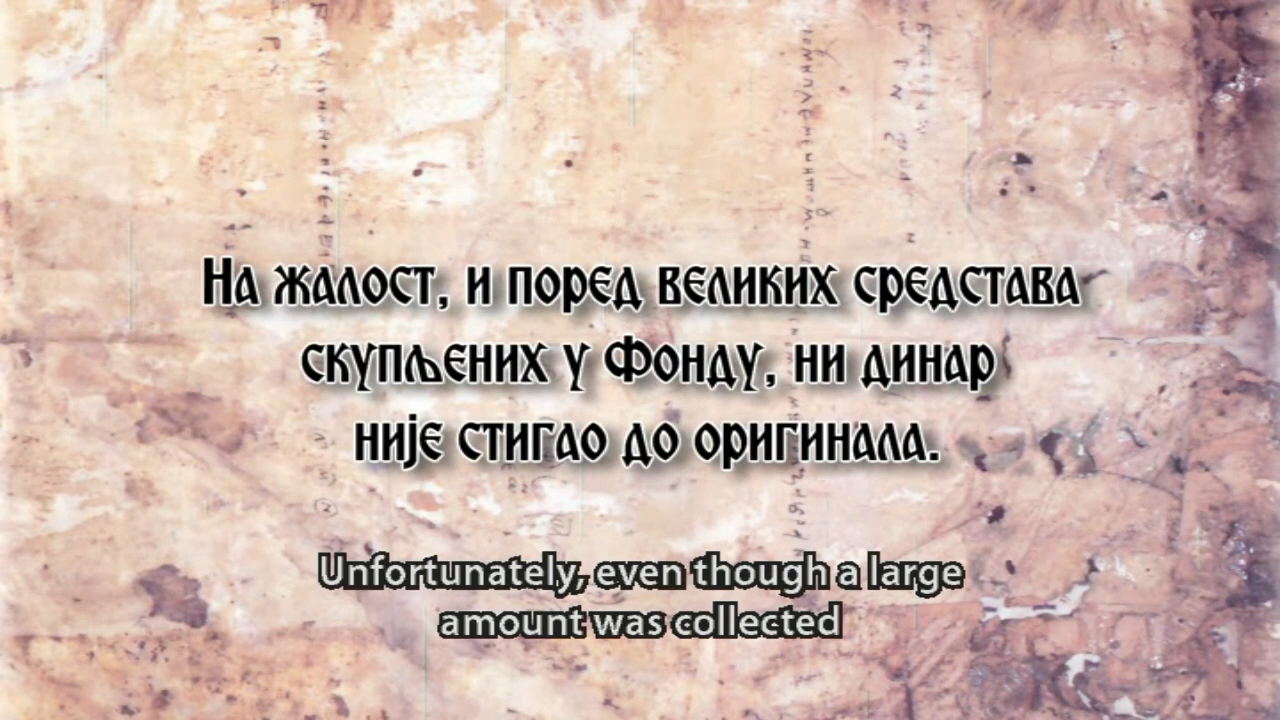 На жалост, и поред великих средстава
скупљених у Фонду, ни динар
није стигао до оригинала.
Unfortunately, even though a large
amount was collected